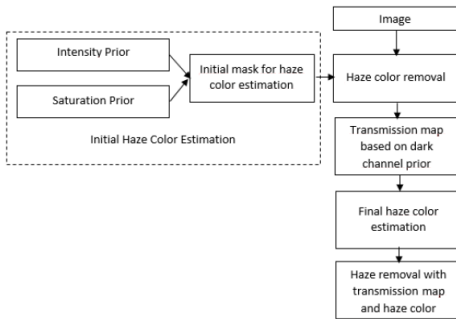 Image
Intensity Prior
Saturation Prior
Initial mask for haze
color estimation
Initial Haze Color Estimation
Haze color removal
Transmission map
based on dark
channel prior
Final haze color
estimation
Haze removal with
transmission map
and haze color